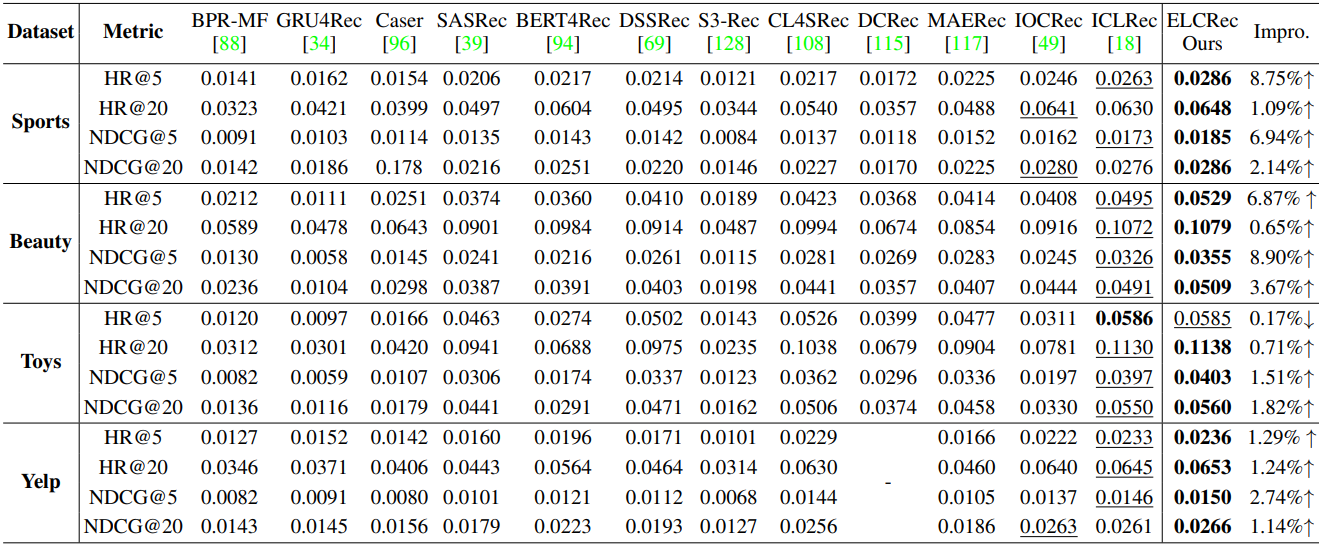 Dataset Metric BPR-MF GRU4Rec Caser SASRec BERT4Rec DSSRec S3-Rec CL4SRec DCRec MAERec IOCRec ICLRec ELCRec Impro.
[88] [34] [96] [39] [94] [69] [128] [108] [115] [117] [49] [18] Ours
Sports HR@5 0.0141 0.0162 0.0154 0.0206 0.0217 0.0214 0.0121 0.0217 0.0172 0.0225 0.0246 0.0263 0.0286 8.75%↑
HR@20 0.0323 0.0421 0.0399 0.0497 0.0604 0.0495 0.0344 0.0540 0.0357 0.0488 0.0641 0.0630 0.0648 1.09%↑
NDCG@5 0.0091 0.0103 0.0114 0.0135 0.0143 0.0142 0.0084 0.0137 0.0118 0.0152 0.0162 0.0173 0.0185 6.94%↑
NDCG@20 0.0142 0.0186 0.178 0.0216 0.0251 0.0220 0.0146 0.0227 0.0170 0.0225 0.0280 0.0276 0.0286 2.14%↑
Beauty HR@5 0.0212 0.0111 0.0251 0.0374 0.0360 0.0410 0.0189 0.0423 0.0368 0.0414 0.0408 0.0495 0.0529 6.87% ↑
HR@20 0.0589 0.0478 0.0643 0.0901 0.0984 0.0914 0.0487 0.0994 0.0674 0.0854 0.0916 0.1072 0.1079 0.65%↑
NDCG@5 0.0130 0.0058 0.0145 0.0241 0.0216 0.0261 0.0115 0.0281 0.0269 0.0283 0.0245 0.0326 0.0355 8.90%↑
NDCG@20 0.0236 0.0104 0.0298 0.0387 0.0391 0.0403 0.0198 0.0441 0.0357 0.0407 0.0444 0.0491 0.0509 3.67%↑
Toys HR@5 0.0120 0.0097 0.0166 0.0463 0.0274 0.0502 0.0143 0.0526 0.0399 0.0477 0.0311 0.0586 0.0585 0.17%↓
HR@20 0.0312 0.0301 0.0420 0.0941 0.0688 0.0975 0.0235 0.1038 0.0679 0.0904 0.0781 0.1130 0.1138 0.71%↑
NDCG@5 0.0082 0.0059 0.0107 0.0306 0.0174 0.0337 0.0123 0.0362 0.0296 0.0336 0.0197 0.0397 0.0403 1.51%↑
NDCG@20 0.0136 0.0116 0.0179 0.0441 0.0291 0.0471 0.0162 0.0506 0.0374 0.0458 0.0330 0.0550 0.0560 1.82%↑
Yelp HR@5 0.0127 0.0152 0.0142 0.0160 0.0196 0.0171 0.0101 0.0229 - 0.0166 0.0222 0.0233 0.0236 1.29% ↑
HR@20 0.0346 0.0371 0.0406 0.0443 0.0564 0.0464 0.0314 0.0630 0.0460 0.0640 0.0645 0.0653 1.24%↑
NDCG@5 0.0082 0.0091 0.0080 0.0101 0.0121 0.0112 0.0068 0.0144 0.0105 0.0137 0.0146 0.0150 2.74%↑
NDCG@20 0.0143 0.0145 0.0156 0.0179 0.0223 0.0193 0.0127 0.0256 0.0186 0.0263 0.0261 0.0266 1.14%↑